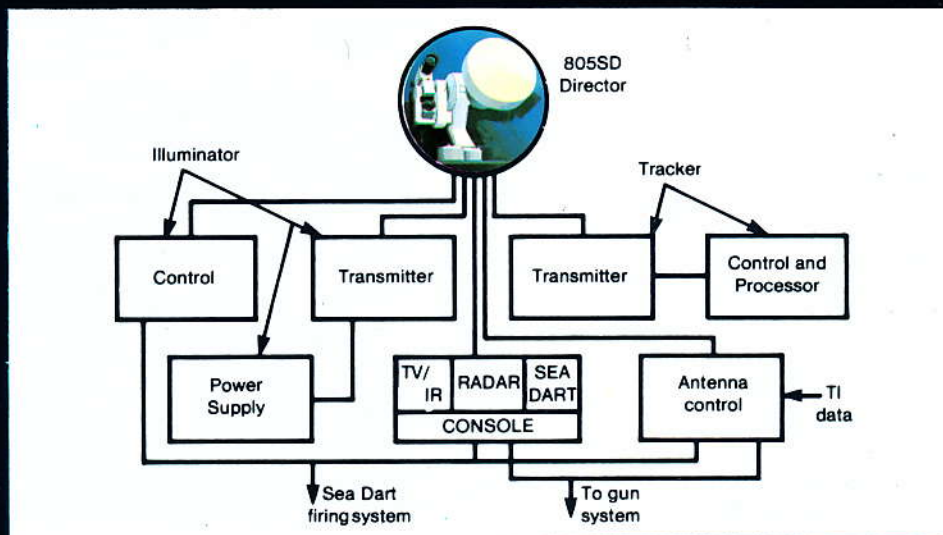 805SD
Director
Illuminator
Tracker
Control
Transmitter
Transmitter
Control and
Processor
Power
Supply
TV/
IR
RADAR
SEA
DART
CONSOLE
Antenna
control
TI
data
Sea Dart
firing system
To gun
system